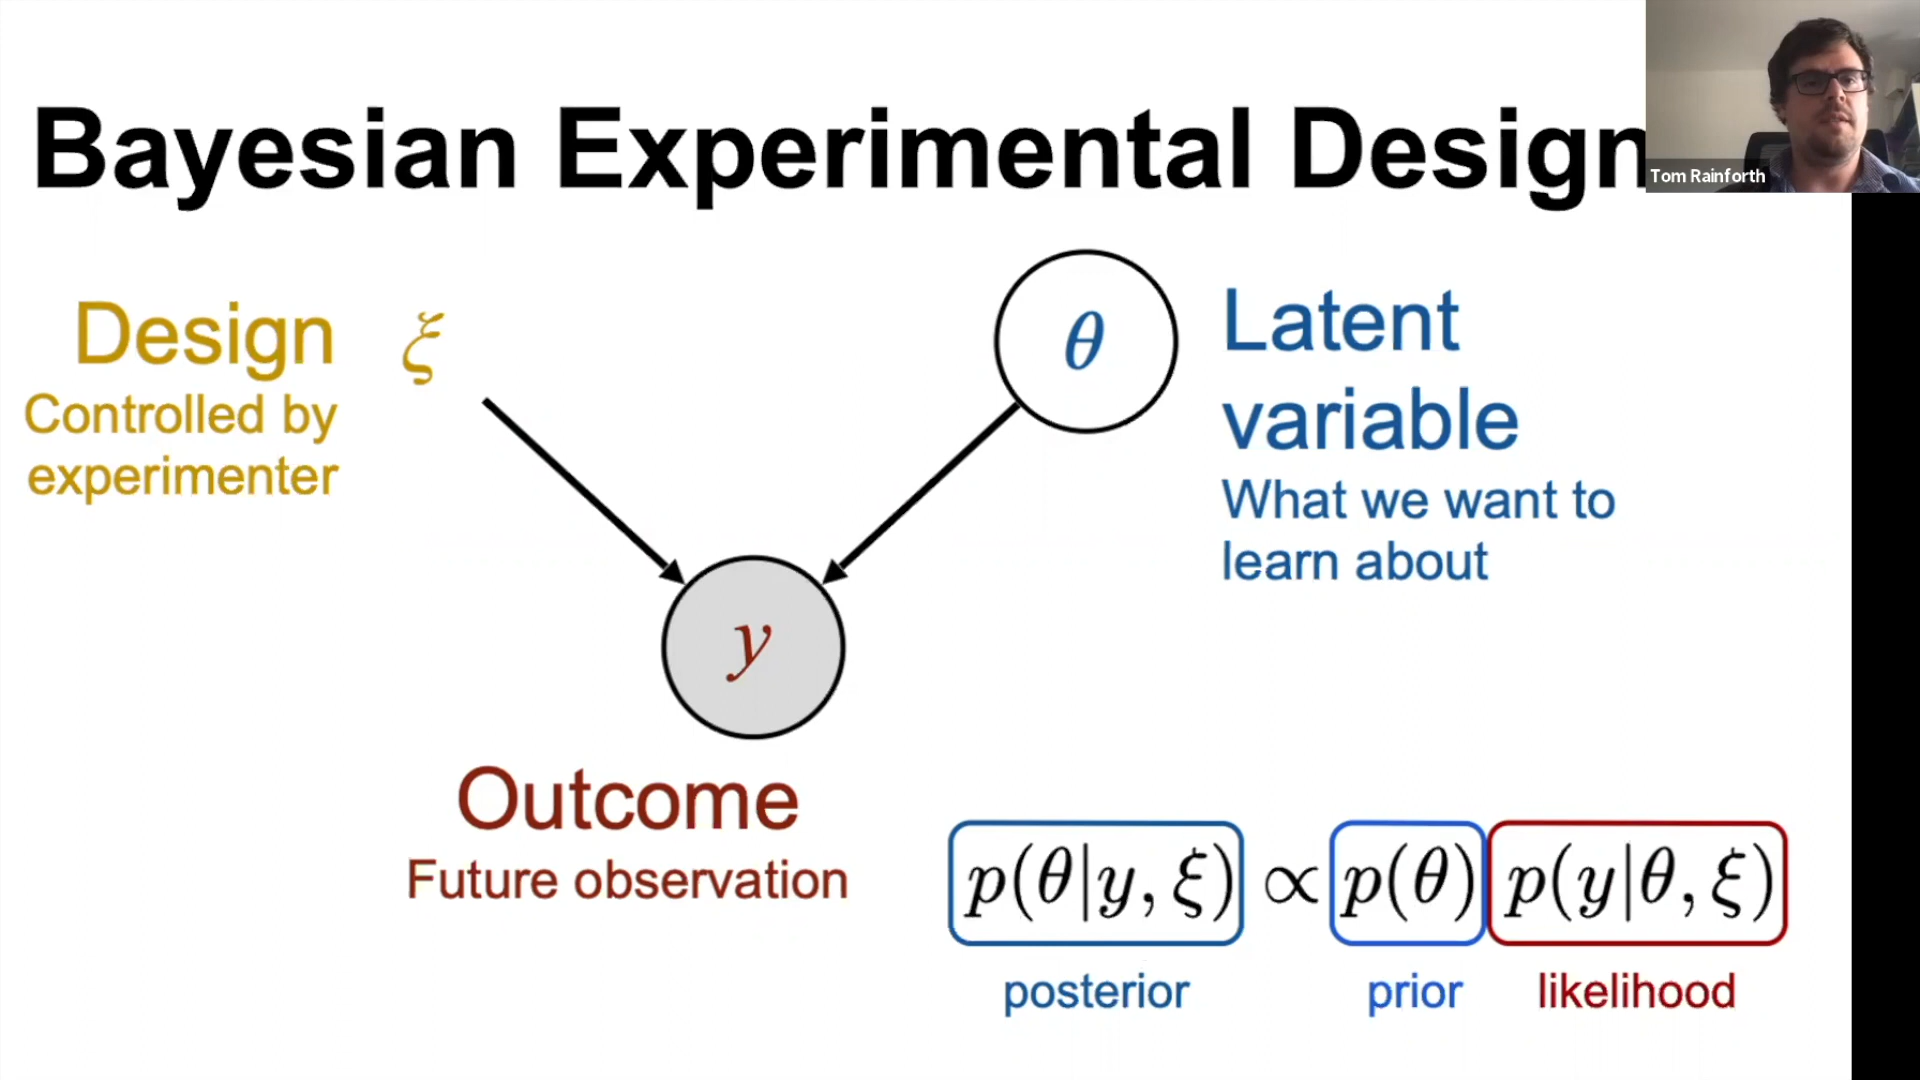 Bayesian Experimental Design
Tom Rainforth
Design ξ
Controlled by
experimenter
θ
Latent
variable
What we want to
learn about
y
Outcome
Future observation
p(θ|y, ξ) ∝ p(θ) p(y|θ, ξ)
posterior prior likelihood